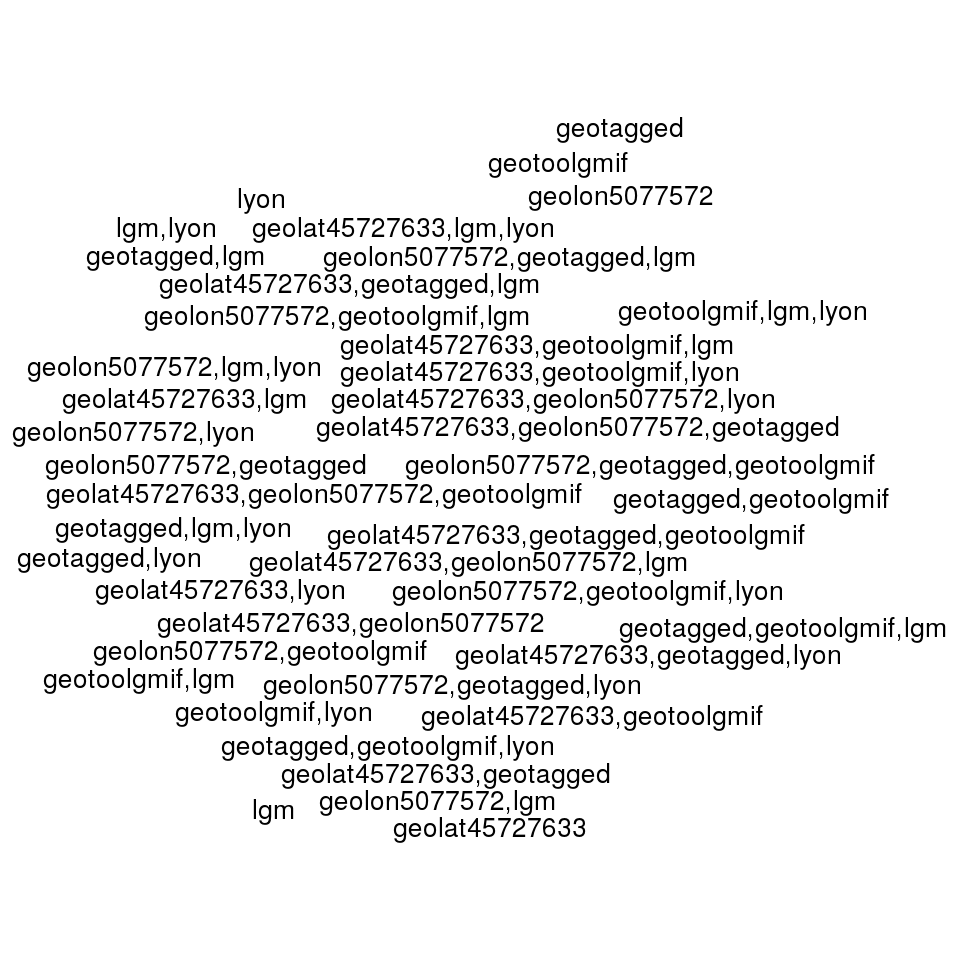 geotagged
geotoolgmif
geolon5077572
lyon
lgm,lyon
geolat45727633,lgm,lyon
geotagged,lgm
geolon5077572,geotagged,lgm
geolat45727633,geotagged,lgm
geotoolgmif,lgm,lyon
geolon5077572,geotoolgmif,lgm
geolat45727633,geotoolgmif,lgm
geolon5077572,lgm,lyon
geolat45727633,geotoolgmif,lyon
geolat45727633,lgm
geolat45727633,geolon5077572,lyon
geolon5077572,lyon
geolat45727633,geolon5077572,geotagged
geolon5077572,geotagged
geolon5077572,geotagged,geotoolgmif
geolat45727633,geolon5077572,geotoolgmif
geotagged,geotoolgmif
geotagged,lgm,lyon
geolat45727633,geotagged,geotoolgmif
geotagged,lyon
geolat45727633,geolon5077572,lgm
geolat45727633,lyon
geolon5077572,geotoolgmif,lyon
geolat45727633,geolon5077572
geotagged,geotoolgmif,lgm
geolon5077572,geotoolgmif
geolat45727633,geotagged,lyon
geotoolgmif,lgm
geolon5077572,geotagged,lyon
geotoolgmif,lyon
geolat45727633,geotoolgmif
geotagged,geotoolgmif,lyon
geolat45727633,geotagged
lgm
geolon5077572,lgm
geolat45727633